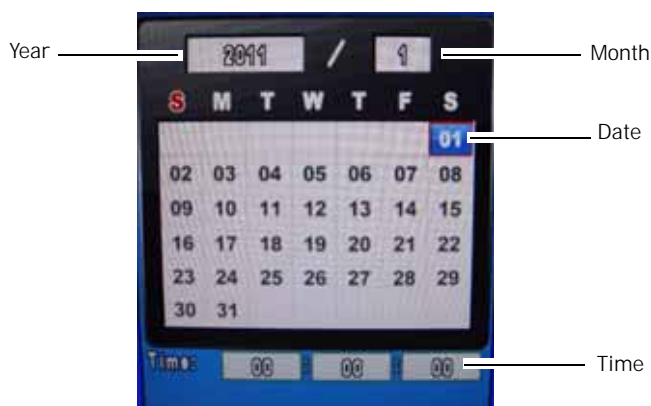 Year 2011 / 1 Month
S M T W T F S
01 Date
02 03 04 05 06 07 08
09 10 11 12 13 14 15
16 17 18 19 20 21 22
23 24 25 26 27 28 29
30 31
Time: 00 : 00 : 00 Time